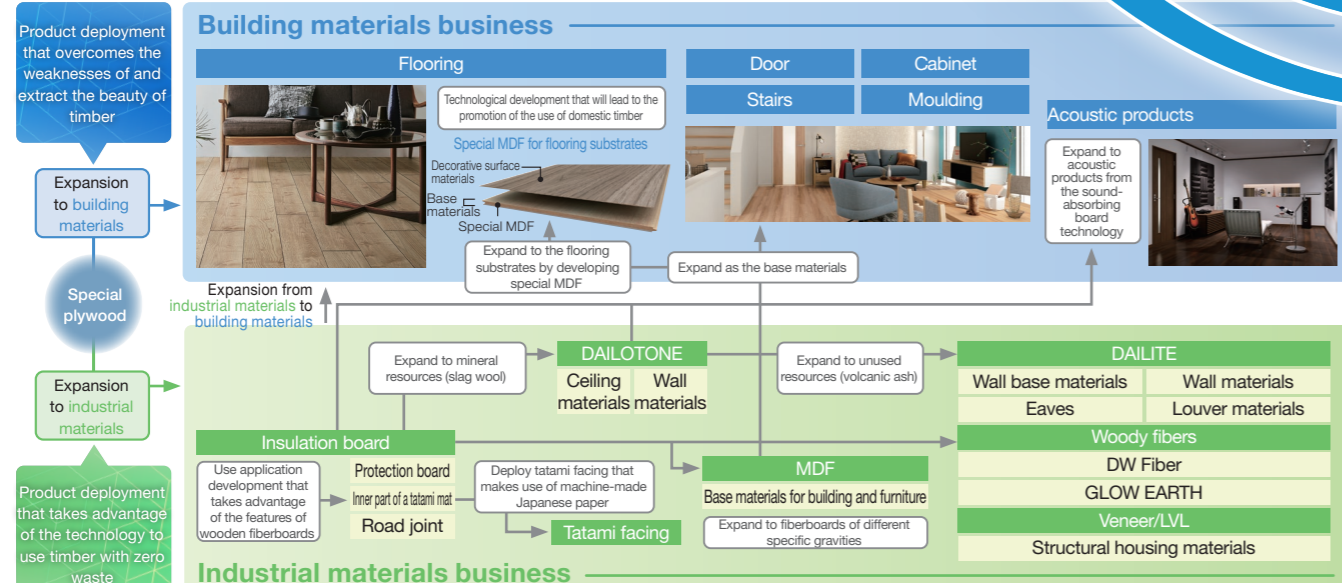 Product deployment
that overcomes the
weaknesses of and
extract the beauty of
timber
Expansion
to building
materials
Special
plywood
Expansion
to industrial
materials
Product deployment
that takes advantage
of the technology to
use timber with zero
waste
Building materials business
Flooring
Technological development that will lead to the
promotion of the use of domestic timber
Special MDF for flooring substrates
Decorative surface
materials
Base
materials
Special MDF
Expand to the flooring
substrates by developing
special MDF
Door
Cabinet
Stairs
Moulding
Expand as the base materials
Acoustic products
Expand to
acoustic
products from
the sound-
absorbing
board
technology
Expansion from
industrial materials to
building materials
Expand to mineral
resources (slag wool)
DAILOTONE
Ceiling
materials
Wall
materials
Expand to unused
resources (volcanic ash)
DAILITE
Wall base materials
Wall materials
Eaves
Louver materials
Insulation board
Use application
development that
takes advantage
of the features of
wooden fiberboards
Protection board
Inner part of a tatami mat
Road joint
Deploy tatami facing that
makes use of machine-made
Japanese paper
Tatami facing
MDF
Base materials for building and furniture
Expand to fiberboards of different
specific gravities
Woody fibers
DW Fiber
GLOW EARTH
Veneer/LVL
Structural housing materials
Industrial materials business